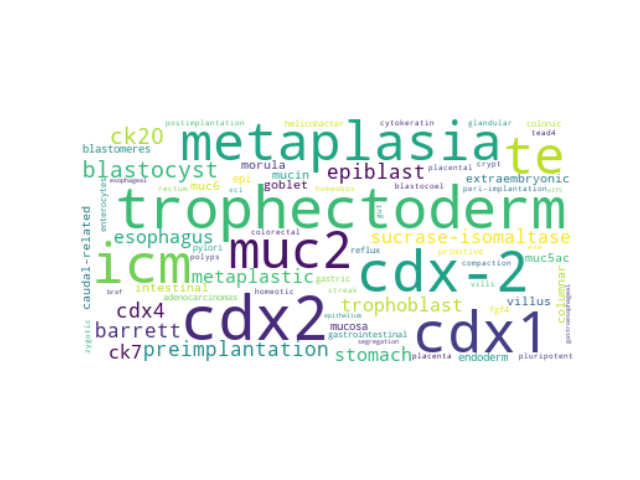 postimplantation helicobacter cytokeratin glandular colonic
ck20 metaplasia te tead4
blastomeres morula crypt
blastocyst mucin epiblast placental extraembryonic
esophageal rectum muc6 epi xci goblet homeobox blastocoel peri-implantation
enterocytes trophectoderm gut
caudal-related esophagus colorectal sucrase-isomaltase
icm pylori muc2 reflux primitive muc5ac
polyps cdx-2 compaction
metaplastic gastric villi columnar
braf intestinal homeotic streak
adenocarcinomas trophoblast villus
cdx4 cdx2 epithelium fgf4 cdx1 gastroesophageal
barrett mucosa gastrointestinal
zygotic ck7 preimplantation segregation
stomach placenta endoderm pluripotent